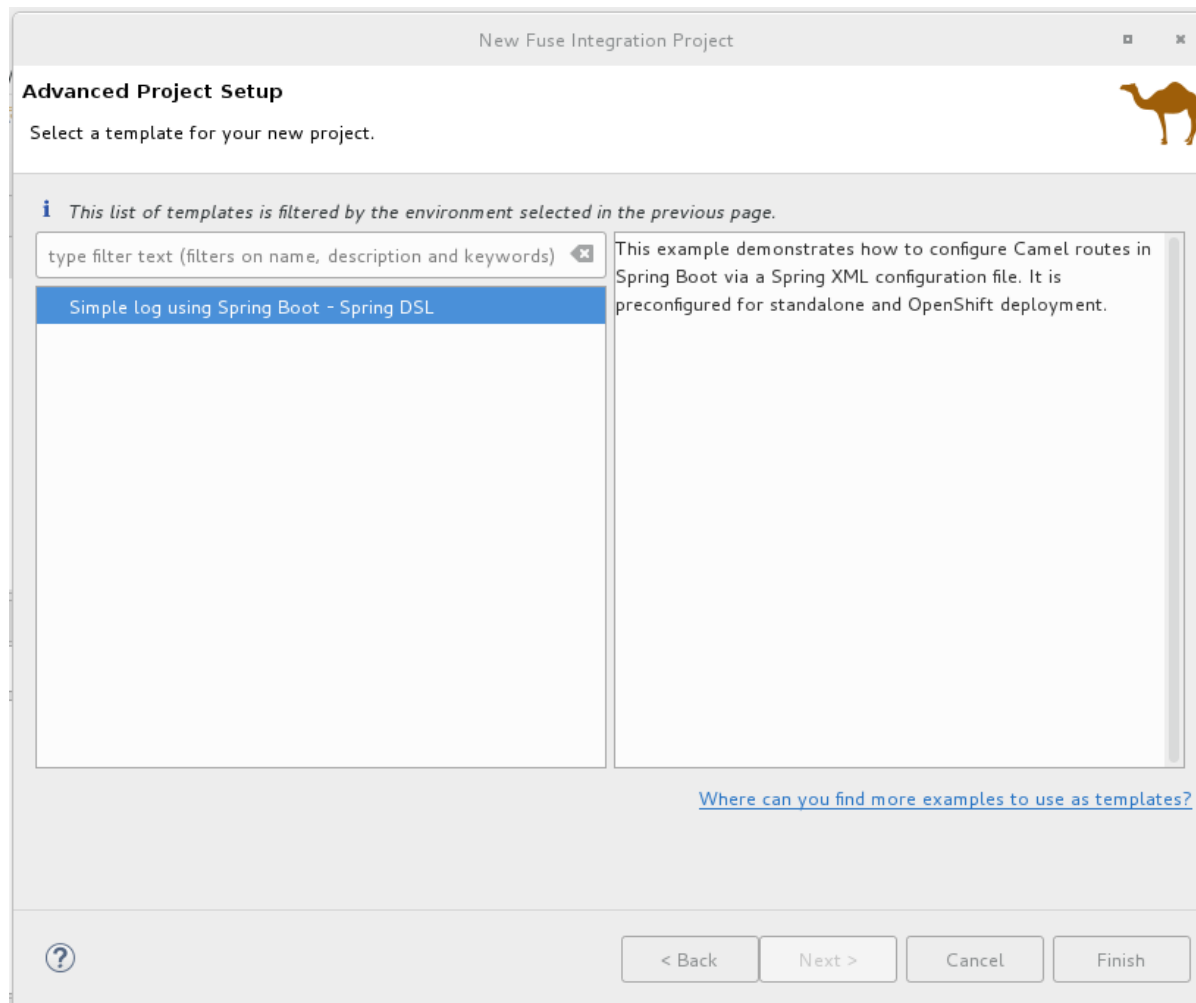 New Fuse Integration Project
Advanced Project Setup
Select a template for your new project.
i This list of templates is filtered by the environment selected in the previous page.
type filter text (filters on name, description and keywords)
Simple log using Spring Boot - Spring DSL
This example demonstrates how to configure Camel routes in
Spring Boot via a Spring XML configuration file. It is
preconfigured for standalone and OpenShift deployment.
Where can you find more examples to use as templates?
?
< Back
Next >
Cancel
Finish